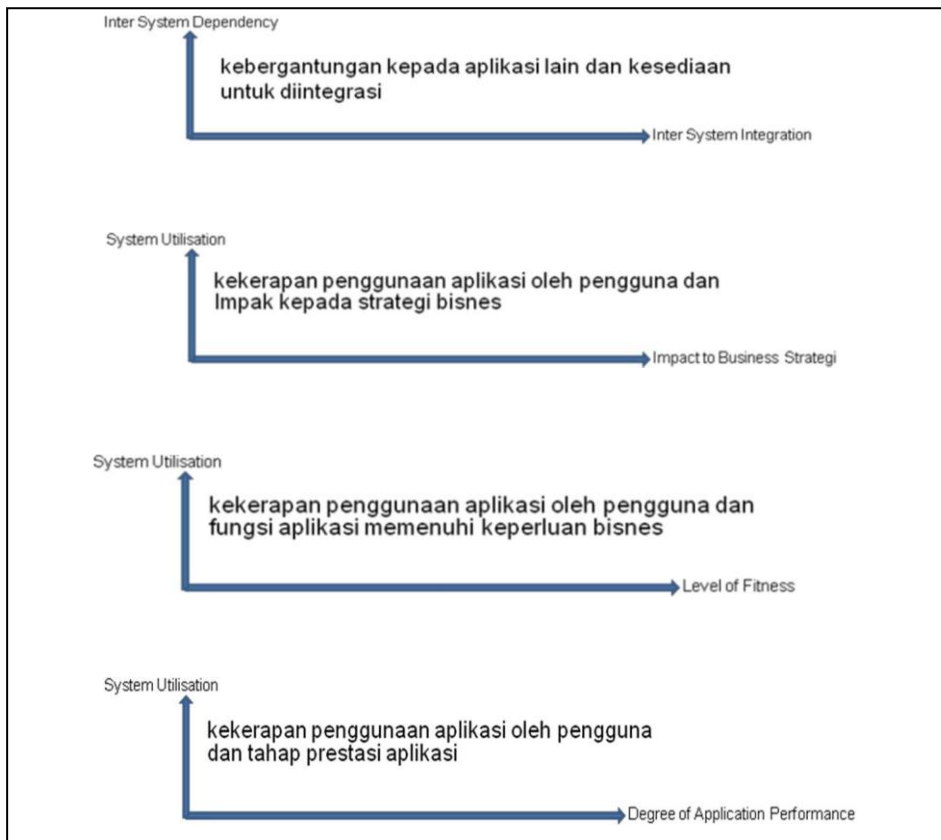 Inter System Dependency
kebergantungan kepada aplikasi lain dan kesediaan
untuk diintegrasi
Inter System Integration
System Utilisation
kekerapan penggunaan aplikasi oleh pengguna dan
Impak kepada strategi bisnes
Impact to Business Strategi
System Utilisation
kekerapan penggunaan aplikasi oleh pengguna dan
fungsi aplikasi memenuhi keperluan bisnes
Level of Fitness
System Utilisation
kekerapan penggunaan aplikasi oleh pengguna
dan tahap prestasi aplikasi
Degree of Application Performance